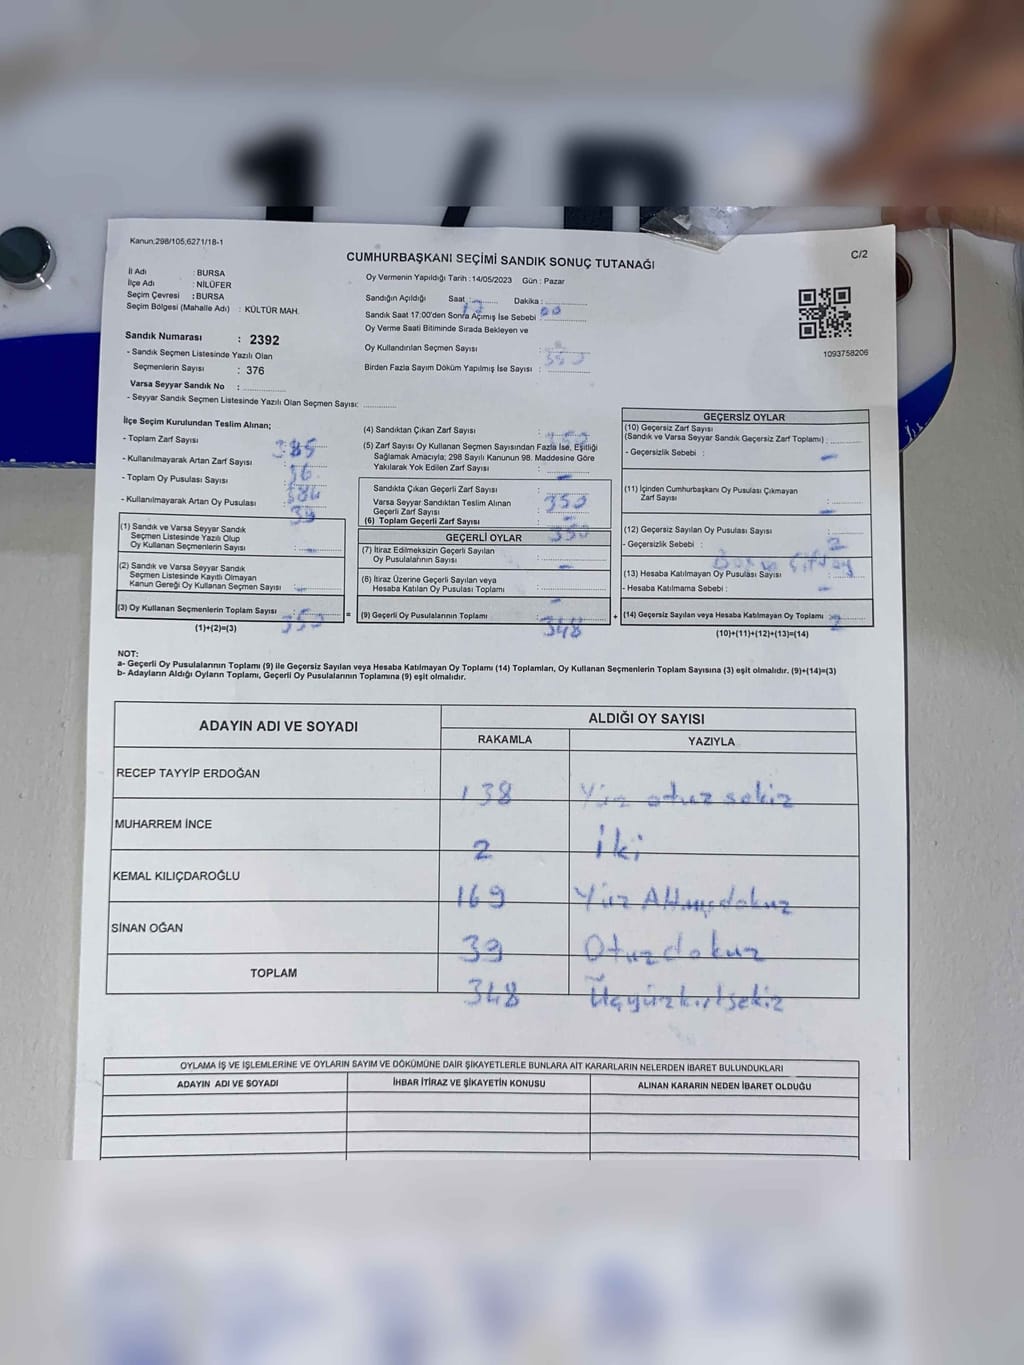 1/D
Kanun;298/105,6271/18-1
C/2
CUMHURBAŞKANI SEÇİMİ SANDIK SONUÇ TUTANAĞI
İl Adı : BURSA
İlçe Adı : NİLÜFER
Seçim Çevresi : BURSA
Seçim Bölgesi (Mahalle Adı) : KÜLTÜR MAH.
Oy Vermenin Yapıldığı Tarih : 14/05/2023 Gün : Pazar
Sandığın Açıldığı Saat : 17 Dakika : 00
Sandık Saat 17:00'den Sonra Açımış İse Sebebi :
Oy Verme Saati Bitiminde Sırada Bekleyen ve
Oy Kullandırılan Seçmen Sayısı :
350
Birden Fazla Sayım Döküm Yapılmış İse Sayısı :
1093758206
Sandık Numarası : 2392
- Sandık Seçmen Listesinde Yazılı Olan
Seçmenlerin Sayısı : 376
Varsa Seyyar Sandık No :
- Seyyar Sandık Seçmen Listesinde Yazılı Olan Seçmen Sayısı:
İlçe Seçim Kurulundan Teslim Alınan;
- Toplam Zarf Sayısı : 385
- Kullanılmayarak Artan Zarf Sayısı :
- Toplam Oy Pusulası Sayısı :
- Kullanılmayarak Artan Oy Pusulası :
(1) Sandık ve Varsa Seyyar Sandık
Seçmen Listesinde Yazılı Olup
Oy Kullanan Seçmenlerin Sayısı : -
(2) Sandık ve Varsa Seyyar Sandık
Seçmen Listesinde Kayıtlı Olmayan
Kanun Gereği Oy Kullanan Seçmen Sayısı : -
(3) Oy Kullanan Seçmenlerin Toplam Sayısı : 350
(1)+(2)=(3)
(4) Sandıktan Çıkan Zarf Sayısı : 350
(5) Zarf Sayısı Oy Kullanan Seçmen Sayısından Fazla İse, Eşitliği
Sağlamak Amacıyla; 298 Sayılı Kanunun 98. Maddesine Göre
Yakılarak Yok Edilen Zarf Sayısı : -
Sandıkta Çıkan Geçerli Zarf Sayısı : 350
Varsa Seyyar Sandıktan Teslim Alınan
Geçerli Zarf Sayısı : -
(6) Toplam Geçerli Zarf Sayısı : 350
GEÇERLİ OYLAR
(7) İtiraz Edilmeksizin Geçerli Sayılan
Oy Pusulalarının Sayısı : -
(8) İtiraz Üzerine Geçerli Sayılan veya
Hesaba Katılan Oy Pusulası Toplamı : -
= (9) Geçerli Oy Pusulalarının Toplamı : 348
GEÇERSİZ OYLAR
(10) Geçersiz Zarf Sayısı
(Sandık ve Varsa Seyyar Sandık Geçersiz Zarf Toplamı) :
- Geçersizlik Sebebi : -
(11) İçinden Cumhurbaşkanı Oy Pusulası Çıkmayan
Zarf Sayısı : -
(12) Geçersiz Sayılan Oy Pusulası Sayısı : 2
- Geçersizlik Sebebi :
(13) Hesaba Katılmayan Oy Pusulası Sayısı :
- Hesaba Katılmama Sebebi : -
+ (14) Geçersiz Sayılan veya Hesaba Katılmayan Oy Toplamı : 2
(10)+(11)+(12)+(13)=(14)
NOT:
a- Geçerli Oy Pusulalarının Toplamı (9) ile Geçersiz Sayılan veya Hesaba Katılmayan Oy Toplamı (14) Toplamları, Oy Kullanan Seçmenlerin Toplam Sayısına (3) eşit olmalıdır. (9)+(14)=(3)
b- Adayların Aldığı Oyların Toplamı, Geçerli Oy Pusulalarının Toplamına (9) eşit olmalıdır.
ADAYIN ADI VE SOYADI ALDIĞI OY SAYISI
RAKAMLA YAZIYLA
RECEP TAYYİP ERDOĞAN 138 Yüz otuz sekiz
MUHARREM İNCE 2 İki
KEMAL KILIÇDAROĞLU 169 Yüz Altmışdokuz
SİNAN OĞAN 39 Otuzdokuz
TOPLAM 348 Üçyüzkırksekiz
OYLAMA İŞ VE İŞLEMLERİNE VE OYLARIN SAYIM VE DÖKÜMÜNE DAİR ŞİKAYETLERLE BUNLARA AİT KARARLARIN NELERDEN İBARET BULUNDUKLARI
ADAYIN ADI VE SOYADI İHBAR İTİRAZ VE ŞİKAYETİN KONUSU ALINAN KARARIN NEDEN İBARET OLDUĞU